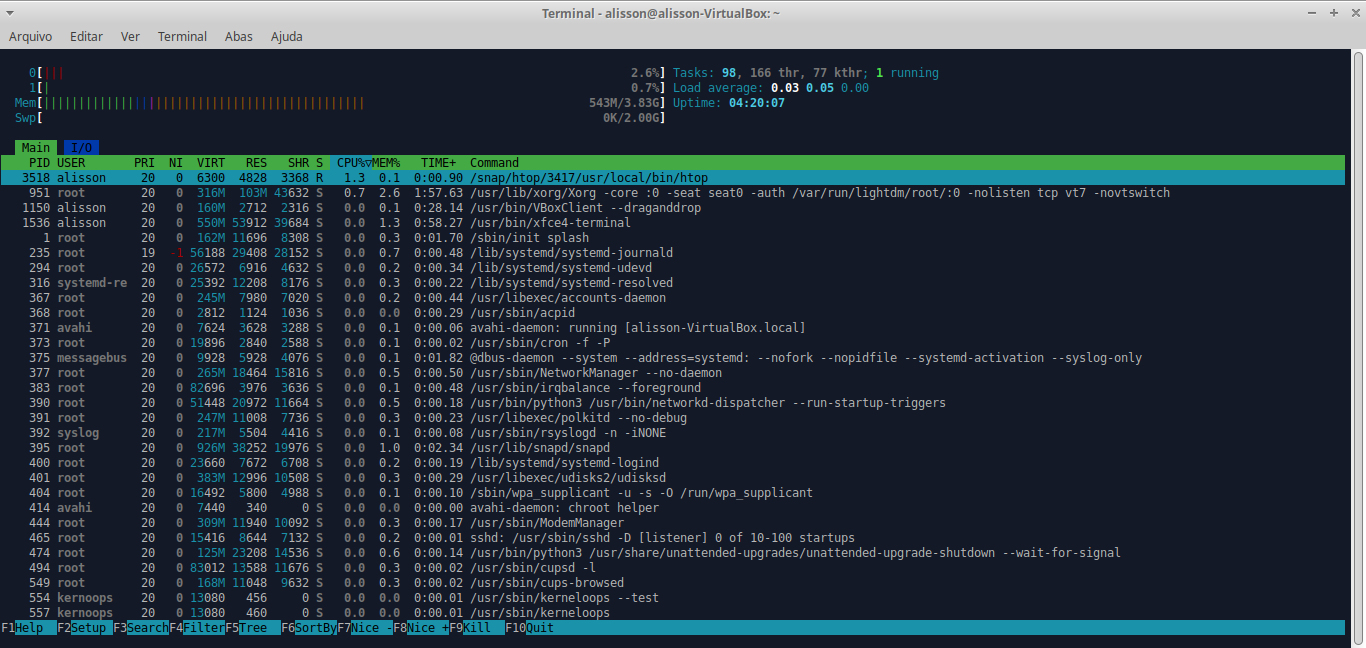 Terminal - alisson@alisson-VirtualBox: ~
Arquivo Editar Ver Terminal Abas Ajuda
0[||| 2.6%] Tasks: 98, 166 thr, 77 kthr; 1 running
1[| 0.7%] Load average: 0.03 0.05 0.00
Mem[||||||||||||||||||||||||||||||||||||||||||||||| 543M/3.83G] Uptime: 04:20:07
Swp[ 0K/2.00G]
Main I/O
PID USER PRI NI VIRT RES SHR S CPU%▽MEM% TIME+ Command
3518 alisson 20 0 6300 4828 3368 R 1.3 0.1 0:00.90 /snap/htop/3417/usr/local/bin/htop
951 root 20 0 316M 103M 43632 S 0.7 2.6 1:57.63 /usr/lib/xorg/Xorg -core :0 -seat seat0 -auth /var/run/lightdm/root/:0 -nolisten tcp vt7 -novtswitch
1150 alisson 20 0 160M 2712 2316 S 0.0 0.1 0:28.14 /usr/bin/VBoxClient --draganddrop
1536 alisson 20 0 550M 53912 39684 S 0.0 1.3 0:58.27 /usr/bin/xfce4-terminal
1 root 20 0 162M 11696 8308 S 0.0 0.3 0:01.70 /sbin/init splash
235 root 19 -1 56188 29408 28152 S 0.0 0.7 0:00.48 /lib/systemd/systemd-journald
294 root 20 0 26572 6916 4632 S 0.0 0.2 0:00.34 /lib/systemd/systemd-udevd
316 systemd-re 20 0 25392 12208 8176 S 0.0 0.3 0:00.22 /lib/systemd/systemd-resolved
367 root 20 0 245M 7980 7020 S 0.0 0.2 0:00.44 /usr/libexec/accounts-daemon
368 root 20 0 2812 1124 1036 S 0.0 0.0 0:00.29 /usr/sbin/acpid
371 avahi 20 0 7624 3628 3288 S 0.0 0.1 0:00.06 avahi-daemon: running [alisson-VirtualBox.local]
373 root 20 0 19896 2840 2588 S 0.0 0.1 0:00.02 /usr/sbin/cron -f -P
375 messagebus 20 0 9928 5928 4076 S 0.0 0.1 0:01.82 @dbus-daemon --system --address=systemd: --nofork --nopidfile --systemd-activation --syslog-only
377 root 20 0 265M 18464 15816 S 0.0 0.5 0:00.50 /usr/sbin/NetworkManager --no-daemon
383 root 20 0 82696 3976 3636 S 0.0 0.1 0:00.48 /usr/sbin/irqbalance --foreground
390 root 20 0 51448 20972 11664 S 0.0 0.5 0:00.18 /usr/bin/python3 /usr/bin/networkd-dispatcher --run-startup-triggers
391 root 20 0 247M 11008 7736 S 0.0 0.3 0:00.23 /usr/libexec/polkitd --no-debug
392 syslog 20 0 217M 5504 4416 S 0.0 0.1 0:00.08 /usr/sbin/rsyslogd -n -iNONE
395 root 20 0 926M 38252 19976 S 0.0 1.0 0:02.34 /usr/lib/snapd/snapd
400 root 20 0 23660 7672 6708 S 0.0 0.2 0:00.19 /lib/systemd/systemd-logind
401 root 20 0 383M 12996 10508 S 0.0 0.3 0:00.29 /usr/libexec/udisks2/udisksd
404 root 20 0 16492 5800 4988 S 0.0 0.1 0:00.10 /sbin/wpa_supplicant -u -s -O /run/wpa_supplicant
414 avahi 20 0 7440 340 0 S 0.0 0.0 0:00.00 avahi-daemon: chroot helper
444 root 20 0 309M 11940 10092 S 0.0 0.3 0:00.17 /usr/sbin/ModemManager
465 root 20 0 15416 8644 7132 S 0.0 0.2 0:00.01 sshd: /usr/sbin/sshd -D [listener] 0 of 10-100 startups
474 root 20 0 125M 23208 14536 S 0.0 0.6 0:00.14 /usr/bin/python3 /usr/share/unattended-upgrades/unattended-upgrade-shutdown --wait-for-signal
494 root 20 0 83012 13588 11676 S 0.0 0.3 0:00.02 /usr/sbin/cupsd -l
549 root 20 0 168M 11048 9632 S 0.0 0.3 0:00.02 /usr/sbin/cups-browsed
554 kernoops 20 0 13080 456 0 S 0.0 0.0 0:00.01 /usr/sbin/kerneloops --test
557 kernoops 20 0 13080 460 0 S 0.0 0.0 0:00.01 /usr/sbin/kerneloops
F1Help F2Setup F3SearchF4FilterF5Tree F6SortByF7Nice -F8Nice +F9Kill F10Quit